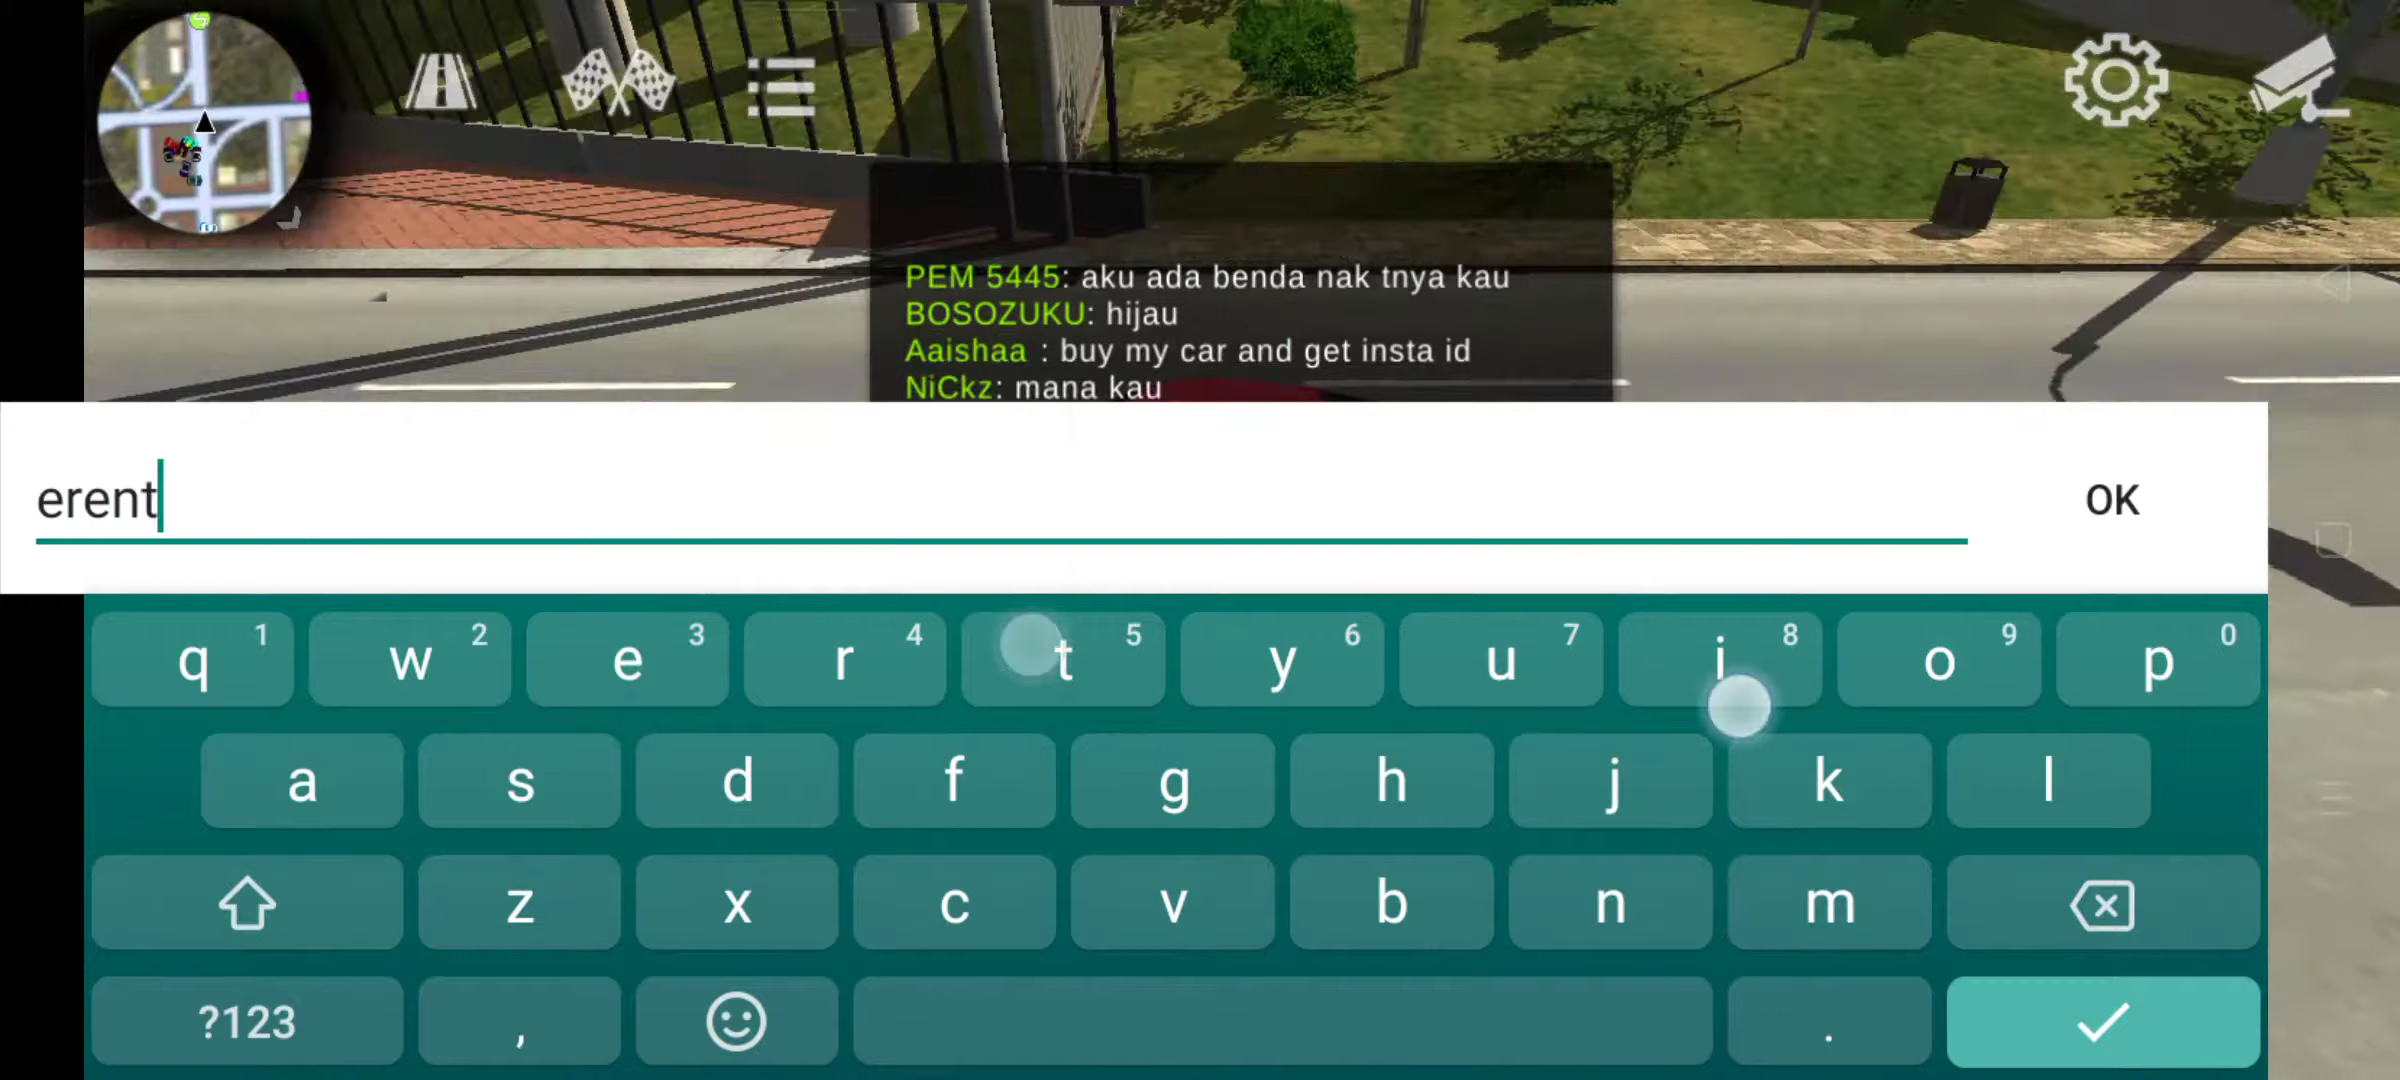 PEM 5445: aku ada benda nak tnya kau
BOSOZUKU: hijau
Aaishaa : buy my car and get insta id
NiCkz: mana kau
erent
OK
q 1 w 2 e 3 r 4 t 5 y 6 u 7 i 8 o 9 p 0
a s d f g h j k l
z x c v b n m
?123 , .